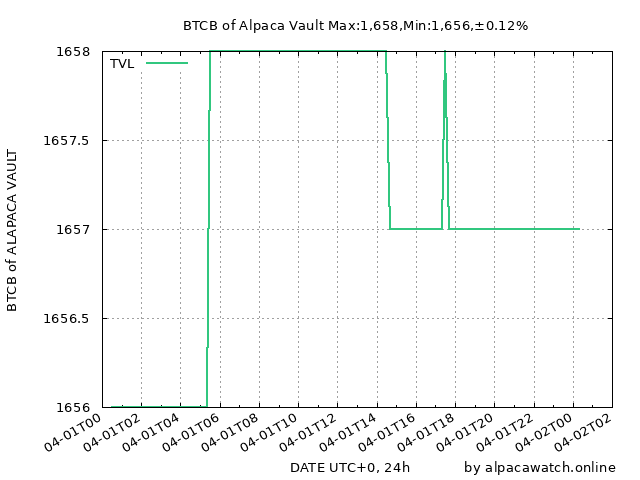 BTCB of Alpaca Vault Max:1,658,Min:1,656,±0.12%
TVL
BTCB of ALAPACA VAULT
1658
1657.5
1657
1656.5
1656
04-01T00
04-01T02
04-01T04
04-01T06
04-01T08
04-01T10
04-01T12
04-01T14
04-01T16
04-01T18
04-01T20
04-01T22
04-02T00
04-02T02
DATE UTC+0, 24h
by alpacawatch.online